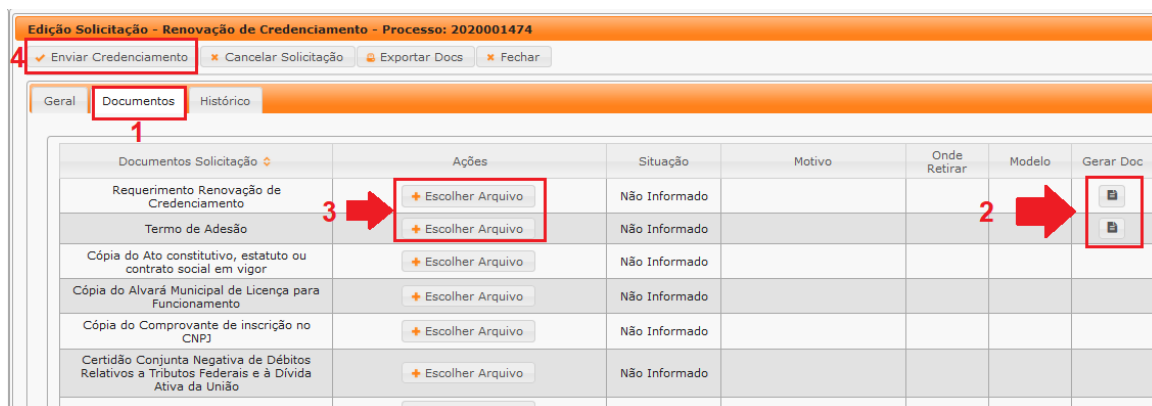 Edição Solicitação - Renovação de Credenciamento - Processo: 2020001474
4 Enviar Credenciamento Cancelar Solicitação Exportar Docs Fechar
Geral Documentos Histórico
1
Documentos Solicitação Ações Situação Motivo Onde Modelo Gerar Doc
Retirar
Requerimento Renovação de
Credenciamento
Escolher Arquivo Não Informado
3 2
Termo de Adesão Escolher Arquivo Não Informado
Cópia do Ato constitutivo, estatuto ou
contrato social em vigor
Escolher Arquivo Não Informado
Cópia do Alvará Municipal de Licença para
Funcionamento
Escolher Arquivo Não Informado
Cópia do Comprovante de inscrição no
CNPJ
Escolher Arquivo Não Informado
Certidão Conjunta Negativa de Débitos
Relativos a Tributos Federais e à Dívida
Ativa da União
Escolher Arquivo Não Informado